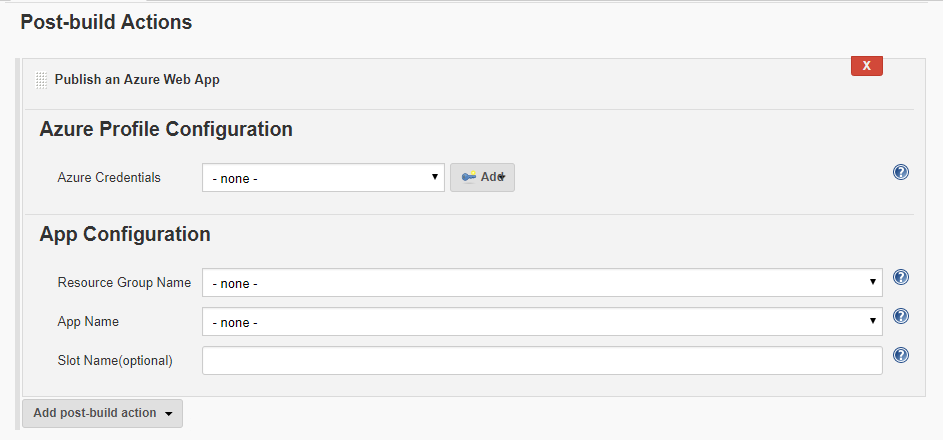 Post-build Actions
Publish an Azure Web App
X
Azure Profile Configuration
Azure Credentials - none - Add
App Configuration
Resource Group Name - none -
App Name - none -
Slot Name(optional)
Add post-build action